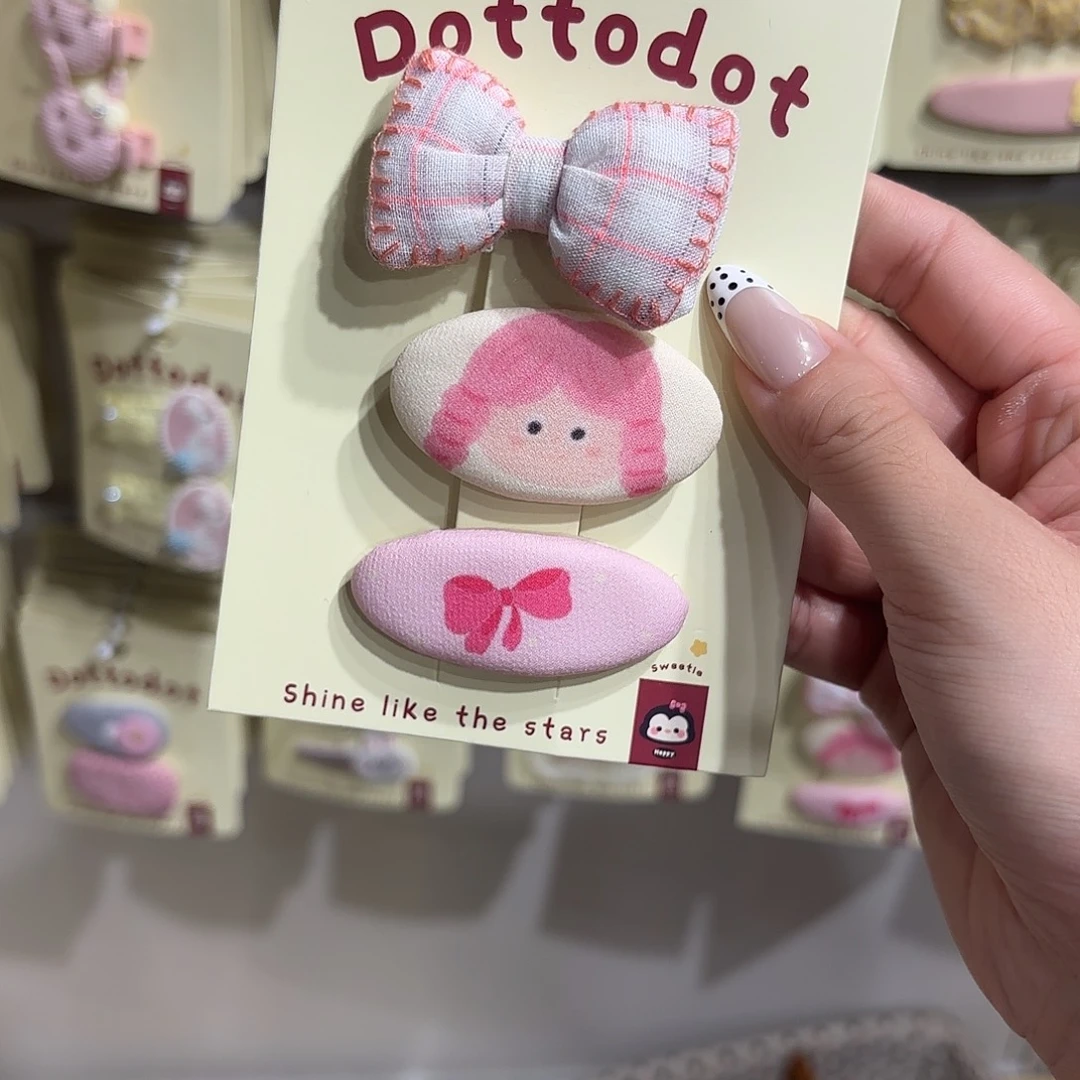 Dottodot
Sweetie
Shine like the stars
HAPPY
Dottodot
Dottodot